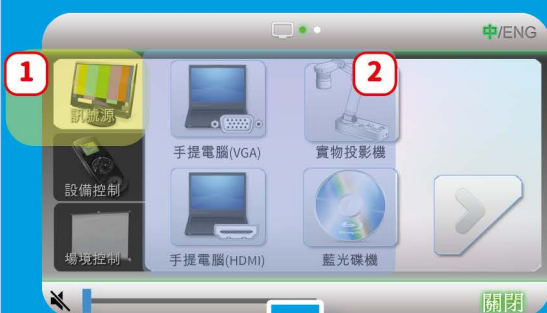 中/ENG
1
2
訊號源
手提電腦(VGA)
實物投影機
設備控制
手提電腦(HDMI)
藍光碟機
場境控制
關閉